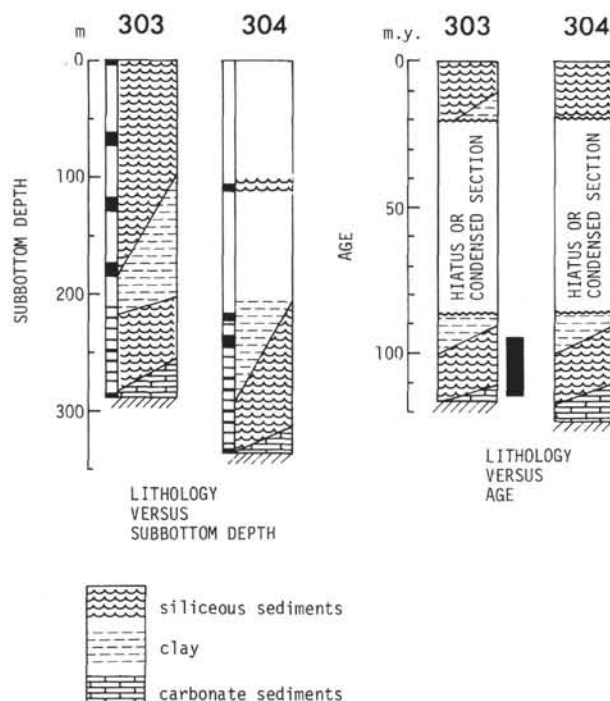 m 303 304
0
100
200
300
SUBBOTTOM DEPTH
LITHOLOGY
VERSUS
SUBBOTTOM DEPTH
m.y. 303 304
0
50
100
AGE
HIATUS OR
CONDENSED SECTION
HIATUS OR
CONDENSED SECTION
LITHOLOGY
VERSUS
AGE
siliceous sediments
clay
carbonate sediments